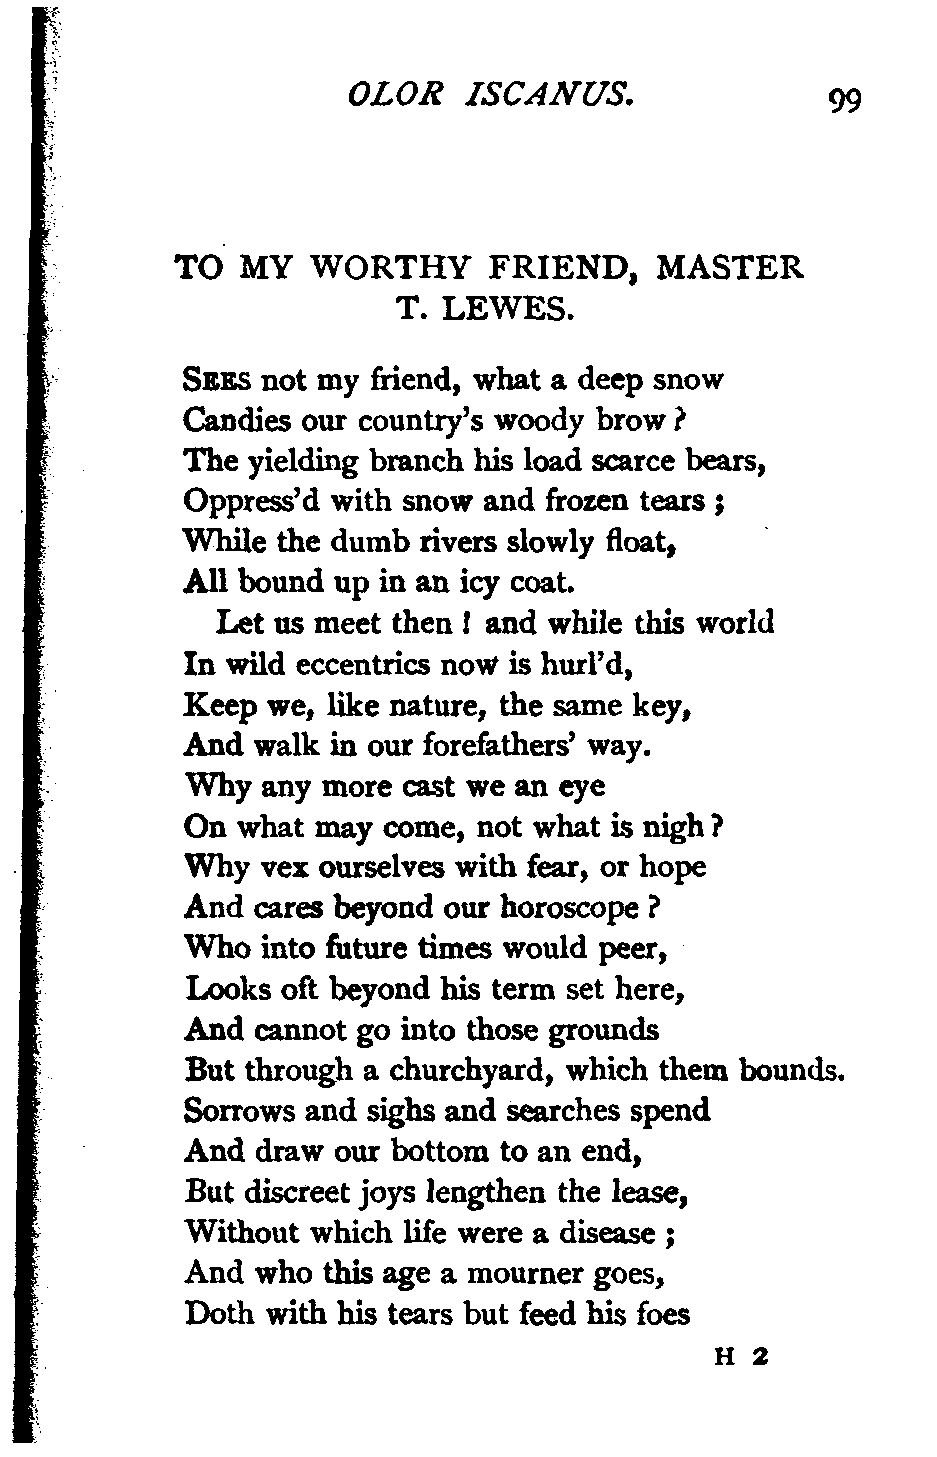 OLOR ISCANUS. 99
TO MY WORTHY FRIEND, MASTER
T. LEWES.
SEES not my friend, what a deep snow
Candies our country's woody brow ?
The yielding branch his load scarce bears,
Oppress'd with snow and frozen tears ;
While the dumb rivers slowly float,
All bound up in an icy coat.
Let us meet then ! and while this world
In wild eccentrics now is hurl'd,
Keep we, like nature, the same key,
And walk in our forefathers' way.
Why any more cast we an eye
On what may come, not what is nigh ?
Why vex ourselves with fear, or hope
And cares beyond our horoscope ?
Who into future times would peer,
Looks oft beyond his term set here,
And cannot go into those grounds
But through a churchyard, which them bounds.
Sorrows and sighs and searches spend
And draw our bottom to an end,
But discreet joys lengthen the lease,
Without which life were a disease ;
And who this age a mourner goes,
Doth with his tears but feed his foes
H 2